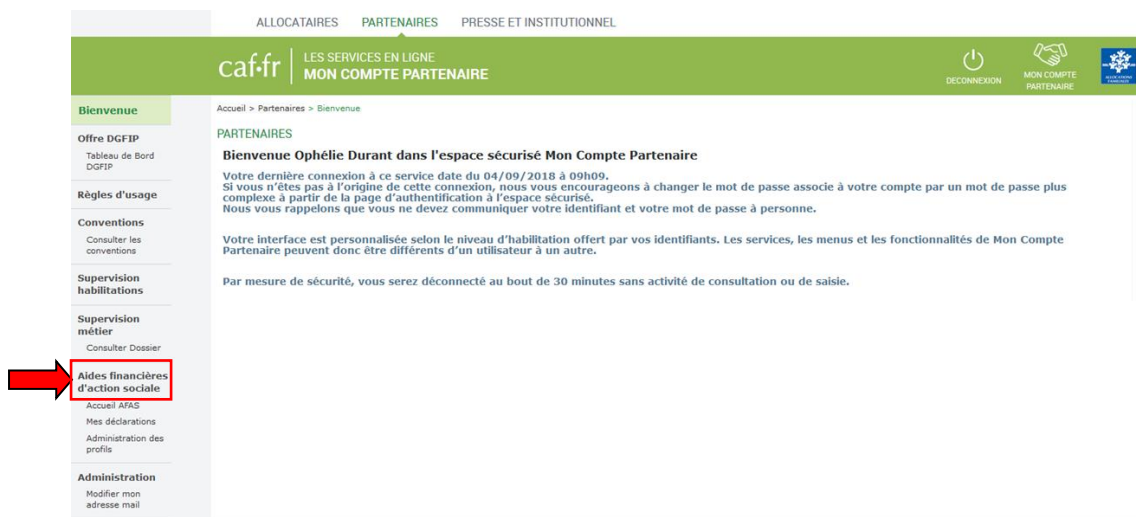 ALLOCATAIRES PARTENAIRES PRESSE ET INSTITUTIONNEL
caf.fr
LES SERVICES EN LIGNE
MON COMPTE PARTENAIRE
DECONNEXION
MON COMPTE
PARTENAIRE
Bienvenue
Offre DGFIP
Tableau de Bord
DGFIP
Règles d'usage
Conventions
Consulter les
conventions
Supervision
habilitations
Supervision
métier
Consulter Dossier
Aides financières
d'action sociale
Accueil AFAS
Mes déclarations
Administration des
profils
Administration
Modifier mon
adresse mail
Accueil > Partenaires > Bienvenue
PARTENAIRES
Bienvenue Ophélie Durant dans l'espace sécurisé Mon Compte Partenaire
Votre dernière connexion à ce service date du 04/09/2018 à 09h09.
Si vous n'êtes pas à l'origine de cette connexion, nous vous encourageons à changer le mot de passe associé à votre compte par un mot de passe plus
complexe à partir de la page d'authentification à l'espace sécurisé.
Nous vous rappelons que vous ne devez communiquer votre identifiant et votre mot de passe à personne.
Votre interface est personnalisée selon le niveau d'habilitation offert par vos identifiants. Les services, les menus et les fonctionnalités de Mon Compte
Partenaire peuvent donc être différents d'un utilisateur à un autre.
Par mesure de sécurité, vous serez déconnecté au bout de 30 minutes sans activité de consultation ou de saisie.